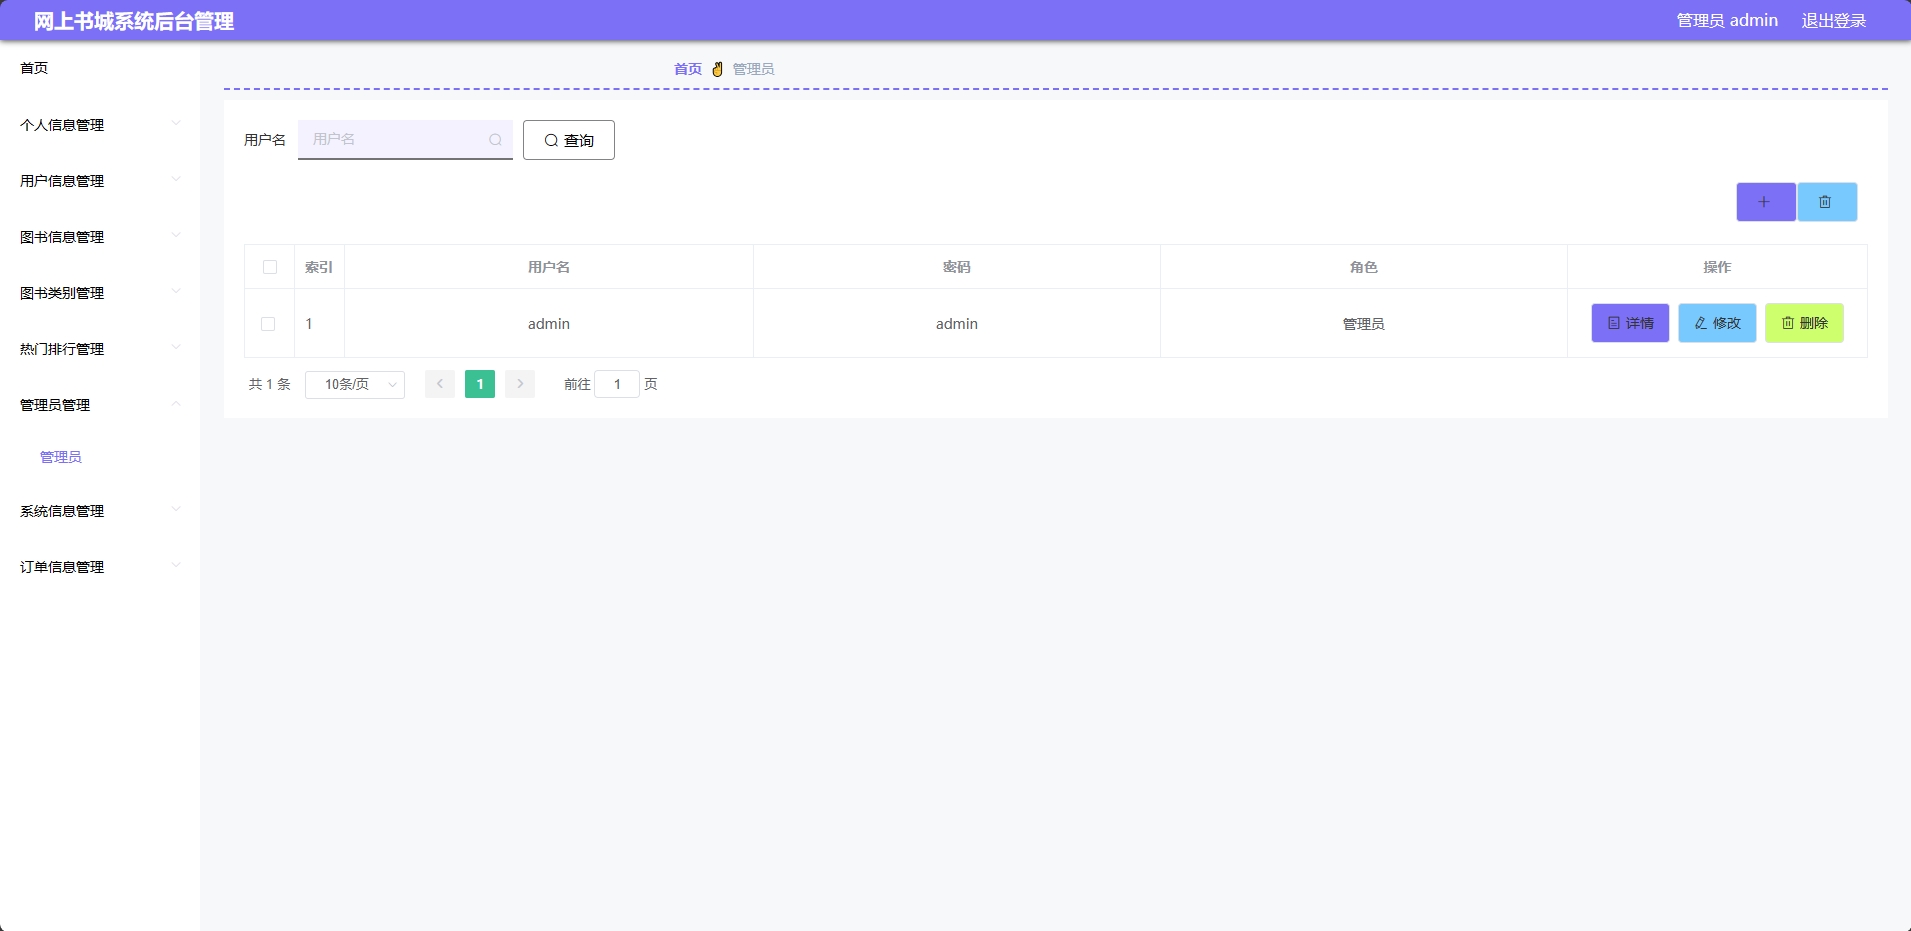 网上书城系统后台管理
管理员 admin 退出登录
首页
个人信息管理
用户信息管理
图书信息管理
图书类别管理
热门排行管理
管理员管理
管理员
系统信息管理
订单信息管理
首页 ✌ 管理员
用户名 用户名 查询
索引 用户名 密码 角色 操作
1 admin admin 管理员 详情 修改 删除
共 1 条 10条/页 1 前往 1 页